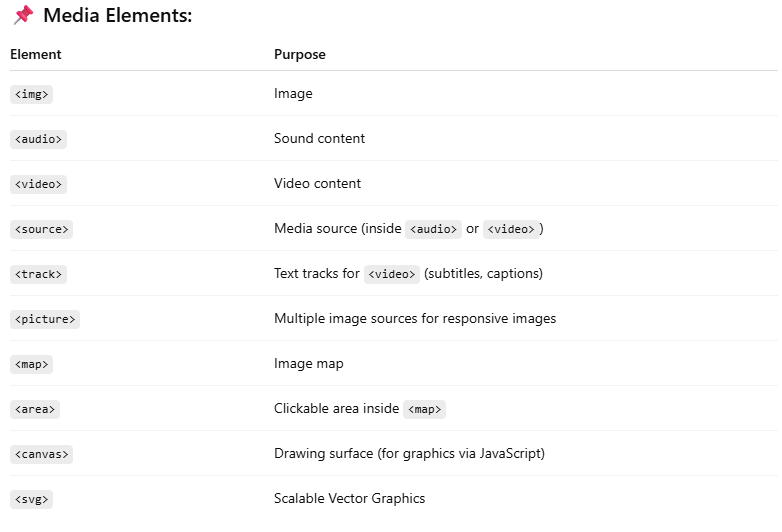 📌 Media Elements:
Element Purpose
<img> Image
<audio> Sound content
<video> Video content
<source> Media source (inside <audio> or <video>)
<track> Text tracks for <video> (subtitles, captions)
<picture> Multiple image sources for responsive images
<map> Image map
<area> Clickable area inside <map>
<canvas> Drawing surface (for graphics via JavaScript)
<svg> Scalable Vector Graphics